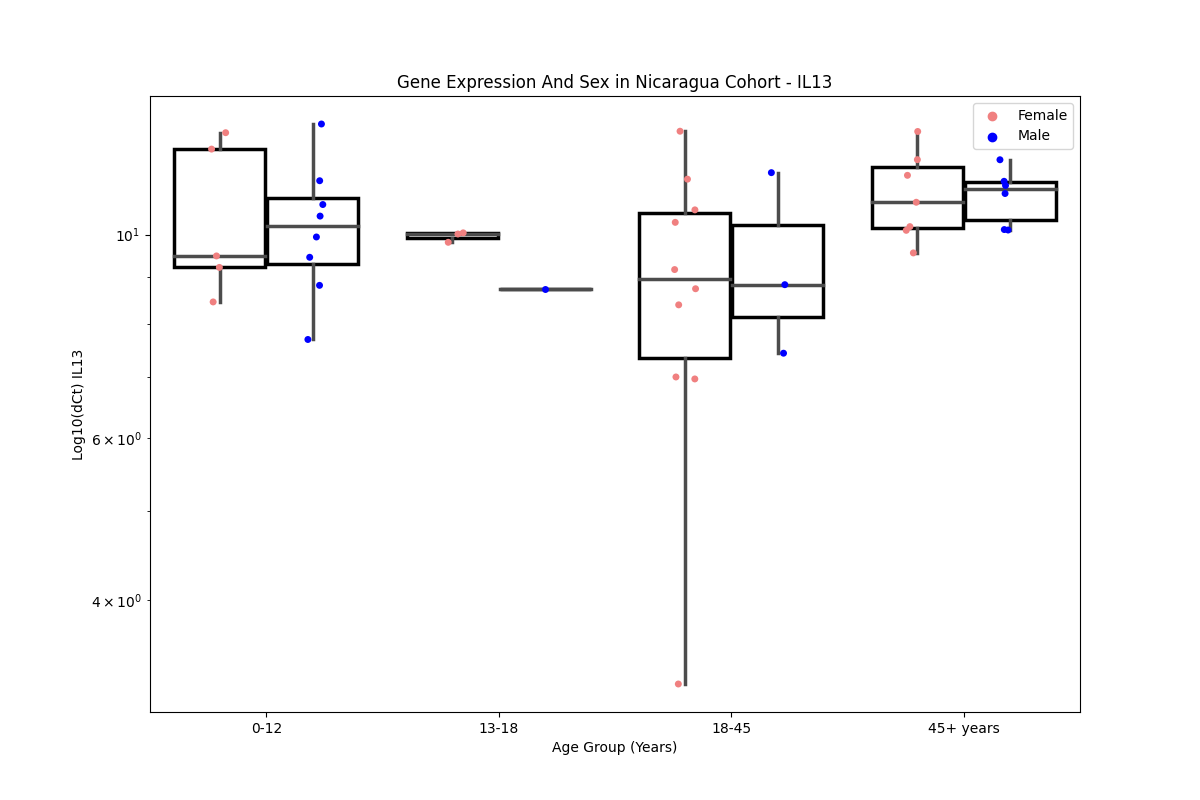 Gene Expression And Sex in Nicaragua Cohort - IL13
Female
Male
10¹
6 × 10⁰
4 × 10⁰
Log10(dCt) IL13
0-12
13-18
18-45
45+ years
Age Group (Years)